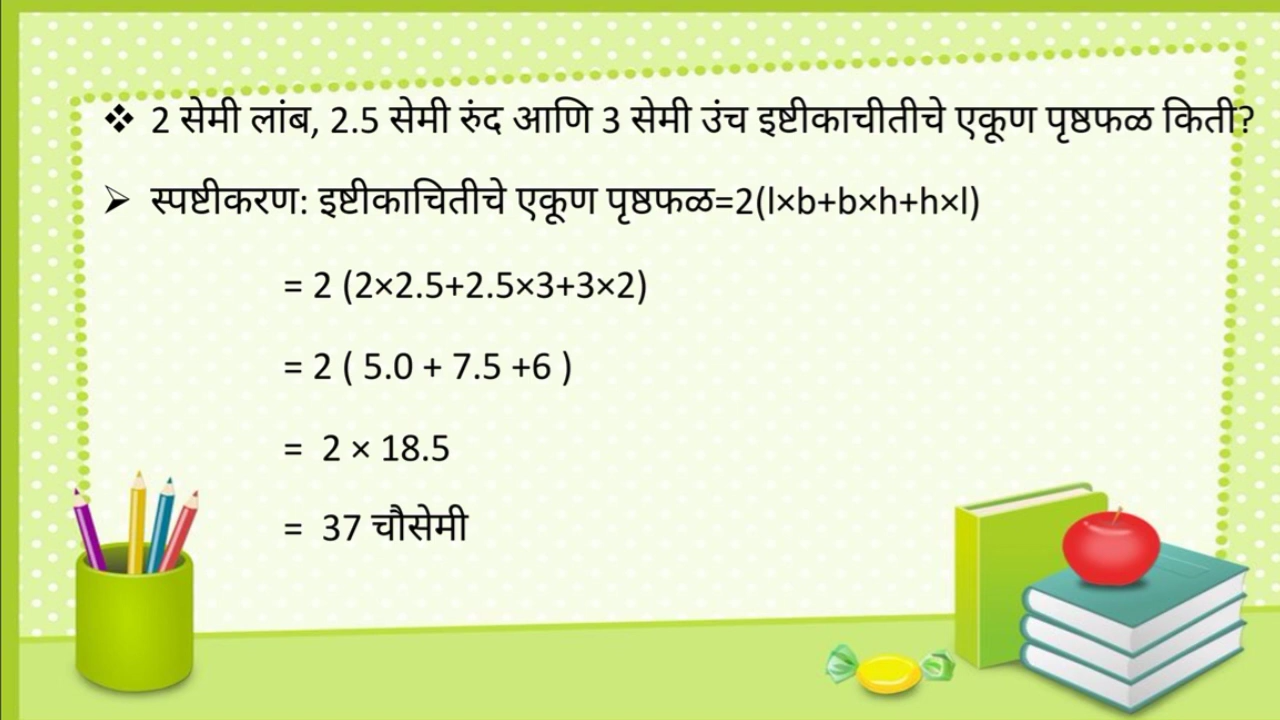 ❖ 2 सेमी लांब, 2.5 सेमी रुंद आणि 3 सेमी उंच इष्टीकाचीतीचे एकूण पृष्ठफळ किती?
➢ स्पष्टीकरण: इष्टीकाचितीचे एकूण पृष्ठफळ=2(l×b+b×h+h×l)
= 2 (2×2.5+2.5×3+3×2)
= 2 ( 5.0 + 7.5 +6 )
= 2 × 18.5
= 37 चौसेमी